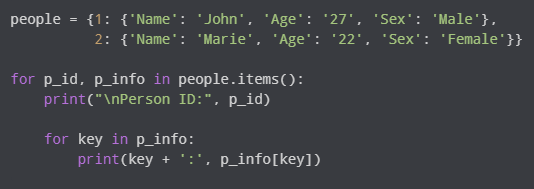 people = {1: {'Name': 'John', 'Age': '27', 'Sex': 'Male'},
          2: {'Name': 'Marie', 'Age': '22', 'Sex': 'Female'}}

for p_id, p_info in people.items():
    print("\nPerson ID:", p_id)

    for key in p_info:
        print(key + ':', p_info[key])